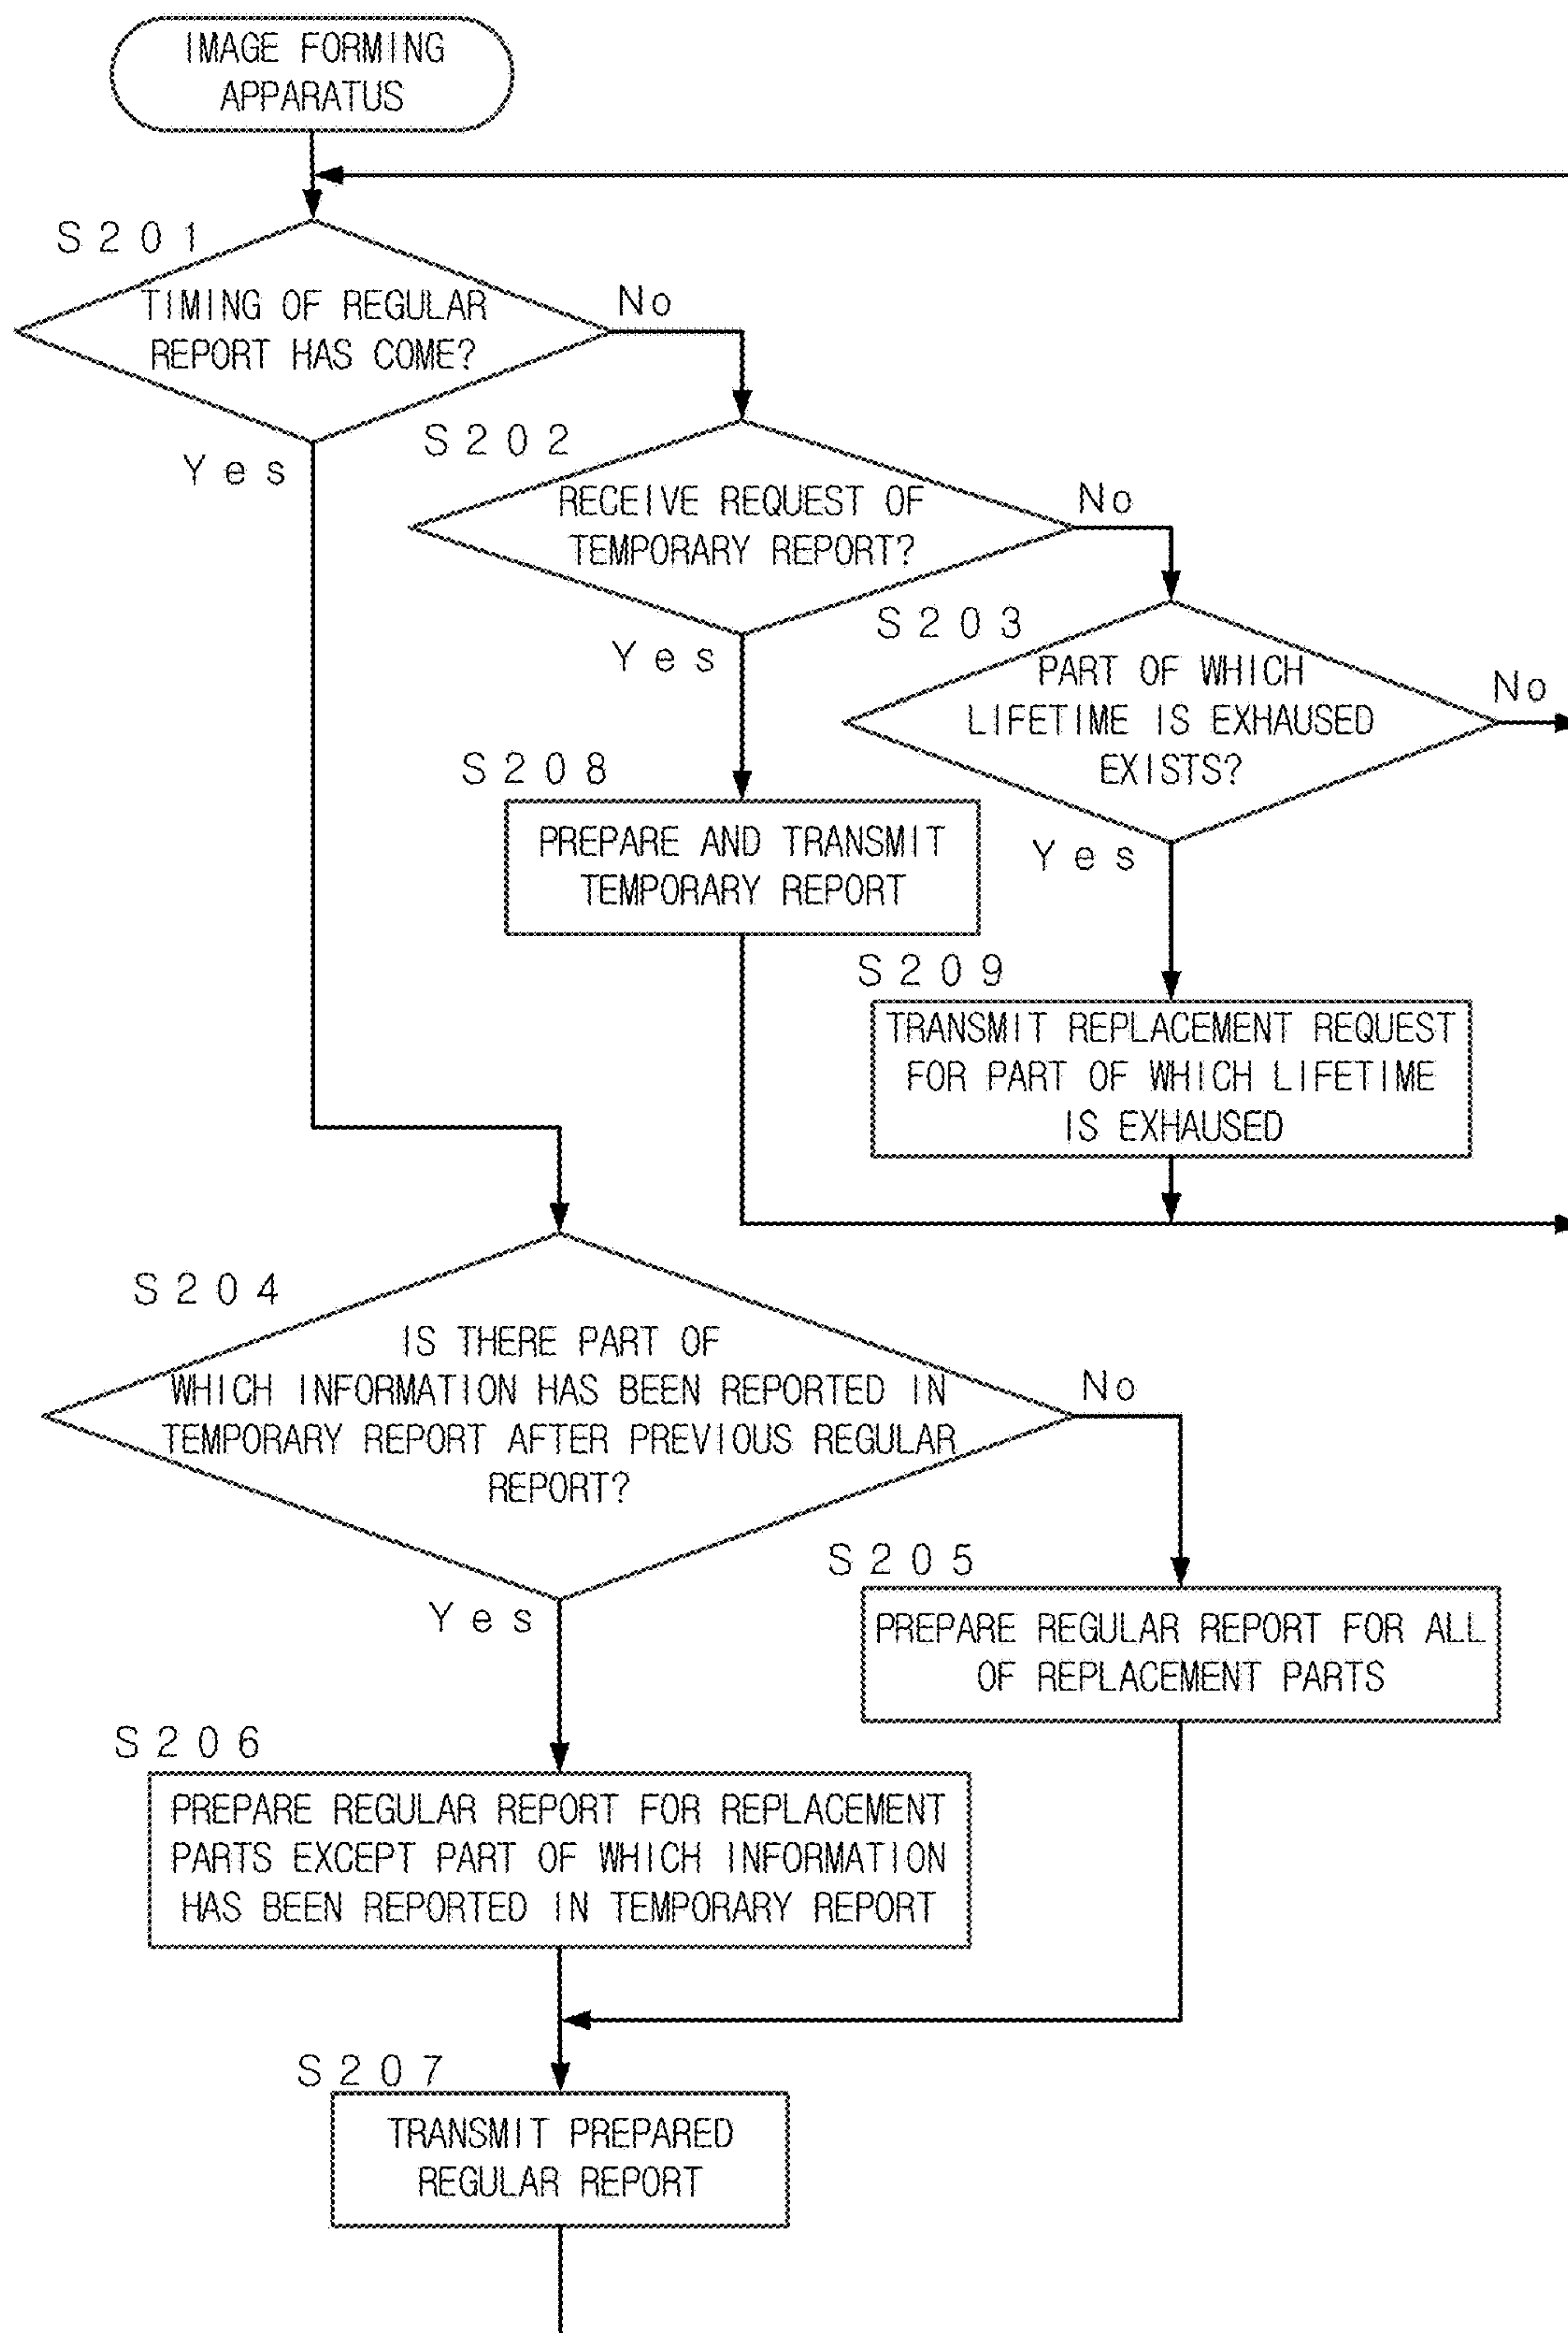 IMAGE FORMING
APPARATUS
S201
TIMING OF REGULAR
REPORT HAS COME?
No
Yes
S202
RECEIVE REQUEST OF
TEMPORARY REPORT?
No
Yes
S203
PART OF WHICH
LIFETIME IS EXHAUSED
EXISTS?
No
Yes
S208
PREPARE AND TRANSMIT
TEMPORARY REPORT
S209
TRANSMIT REPLACEMENT REQUEST
FOR PART OF WHICH LIFETIME
IS EXHAUSED
S204
IS THERE PART OF
WHICH INFORMATION HAS BEEN REPORTED IN
TEMPORARY REPORT AFTER PREVIOUS REGULAR
REPORT?
No
Yes
S205
PREPARE REGULAR REPORT FOR ALL
OF REPLACEMENT PARTS
S206
PREPARE REGULAR REPORT FOR REPLACEMENT
PARTS EXCEPT PART OF WHICH INFORMATION
HAS BEEN REPORTED IN TEMPORARY REPORT
S207
TRANSMIT PREPARED
REGULAR REPORT